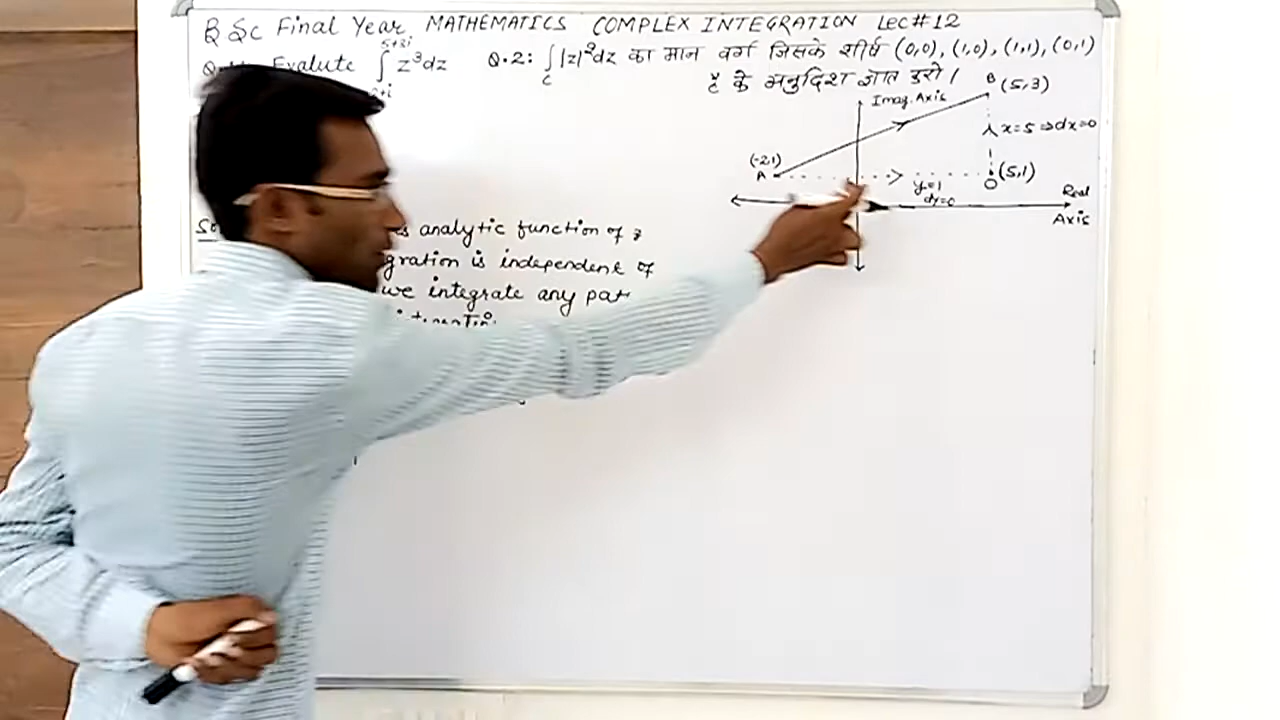 B Sc Final Year MATHEMATICS COMPLEX INTEGRATION Lec#12
Evalute ∫ z³dz
5+3i
+i
Q.2: ∫ |z|²dz का मान वर्ग जिसके शीर्ष (0,0), (1,0), (1,1), (0,1)
C
है के अनुदिश ज्ञात करो।
Imag. Axis
B (5,3)
x=5 ⇒dx=0
(-2,1)
A
(5,1)
y=1
dy=0
Real
Axis
analytic function of z
gration is independent of
we integrate any pat